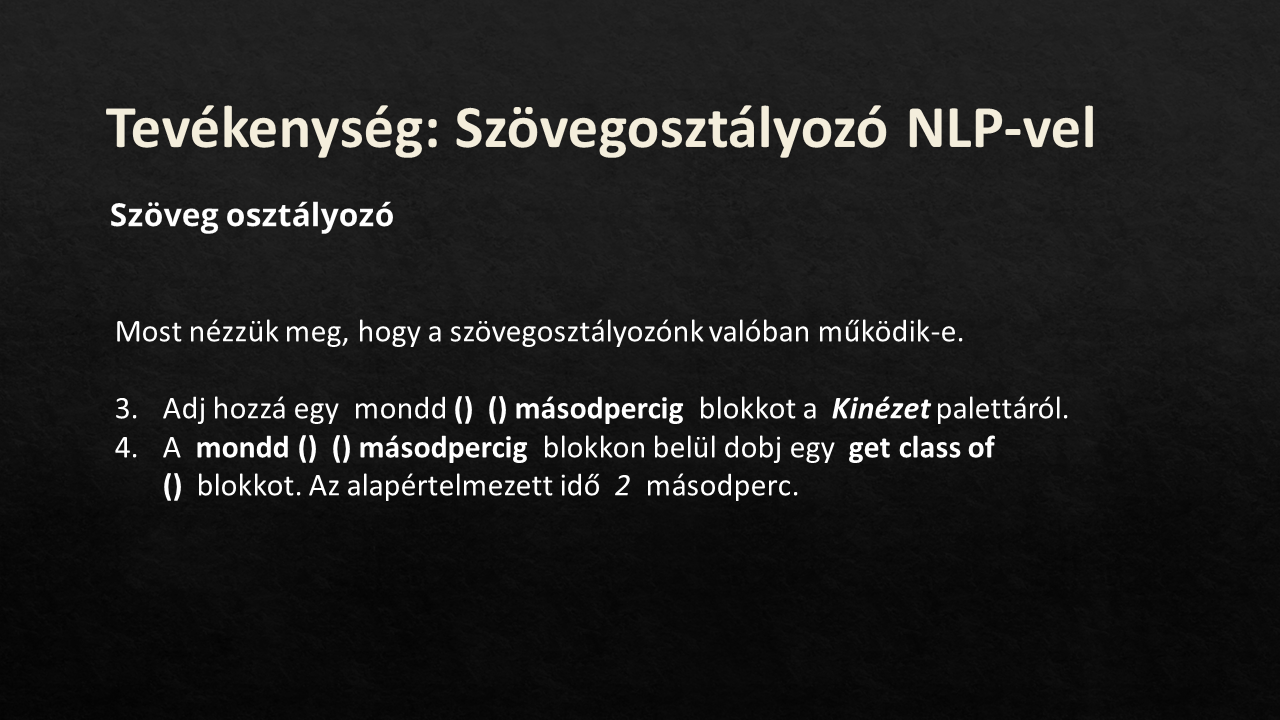 Tevékenység: Szövegosztályozó NLP-vel
Szöveg osztályozó
Most nézzük meg, hogy a szövegosztályozónk valóban működik-e.
3. Adj hozzá egy mondd () () másodpercig blokkot a Kinézet palettáról.
4. A mondd () () másodpercig blokkon belül dobj egy get class of
() blokkot. Az alapértelmezett idő 2 másodperc.